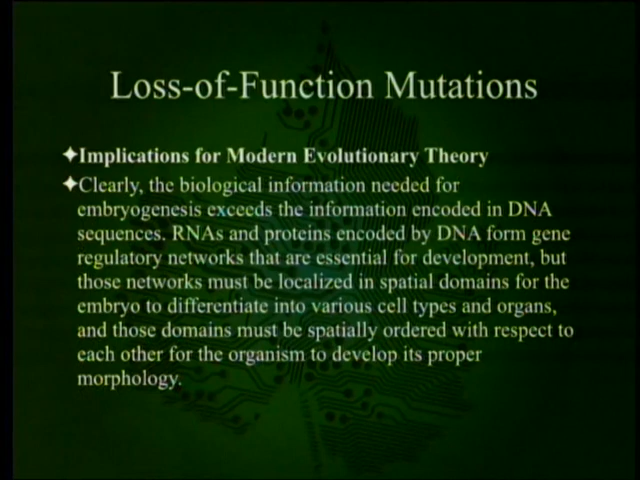 Loss-of-Function Mutations
✦Implications for Modern Evolutionary Theory
✦Clearly, the biological information needed for
embryogenesis exceeds the information encoded in DNA
sequences. RNAs and proteins encoded by DNA form gene
regulatory networks that are essential for development, but
those networks must be localized in spatial domains for the
embryo to differentiate into various cell types and organs,
and those domains must be spatially ordered with respect to
each other for the organism to develop its proper
morphology.